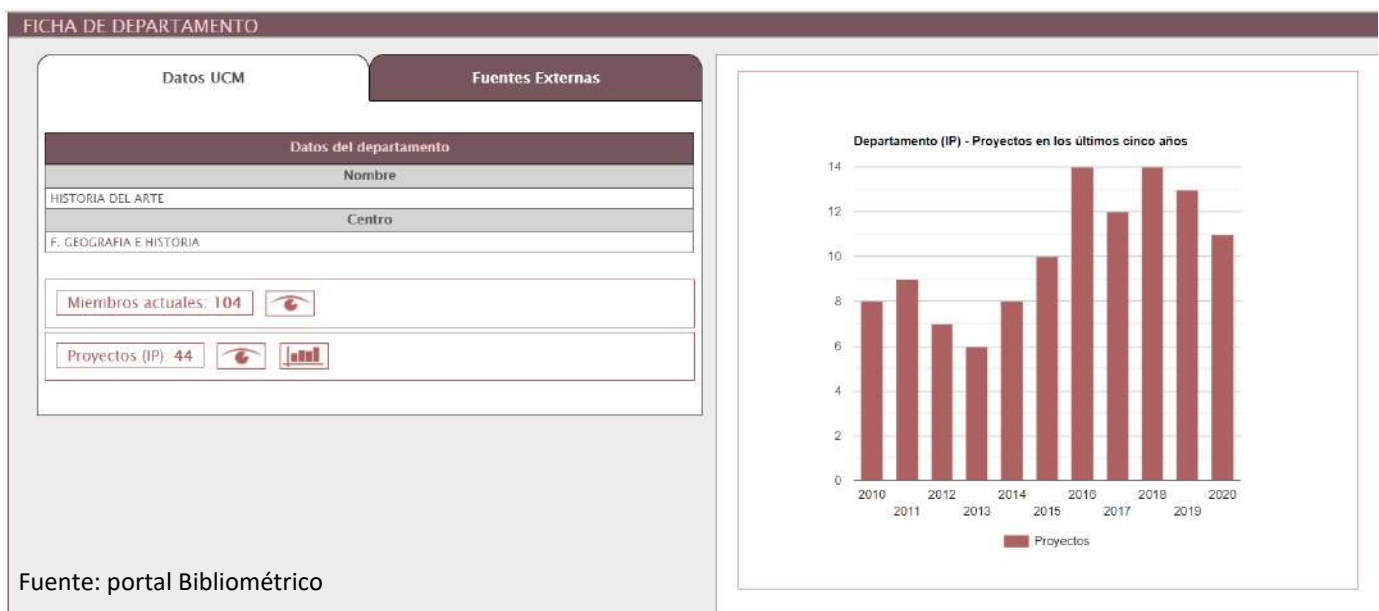 FICHA DE DEPARTAMENTO
Datos UCM
Fuentes Externas
Datos del departamento
Nombre
HISTORIA DEL ARTE
Centro
F. GEOGRAFIA E HISTORIA
Miembros actuales: 104
Proyectos (IP): 44
Fuente: portal Bibliométrico
Departamento (IP) - Proyectos en los últimos cinco años
14
12
10
8
6
4
2
0
2010 2012 2014 2016 2018 2020
2011 2013 2015 2017 2019
Proyectos